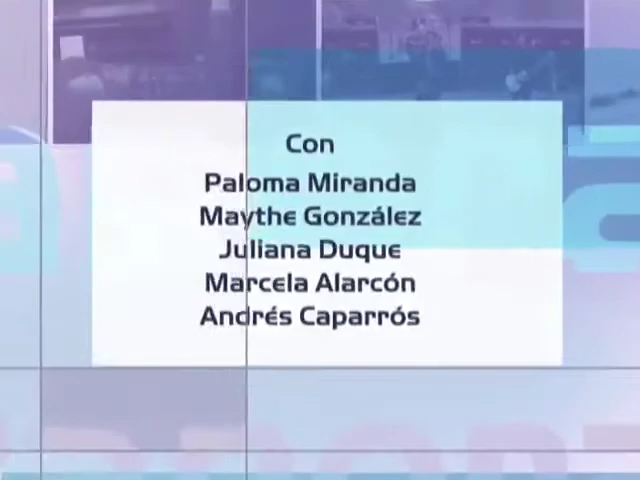 Con
Paloma Miranda
Maythe González
Juliana Duque
Marcela Alarcón
Andrés Caparrós